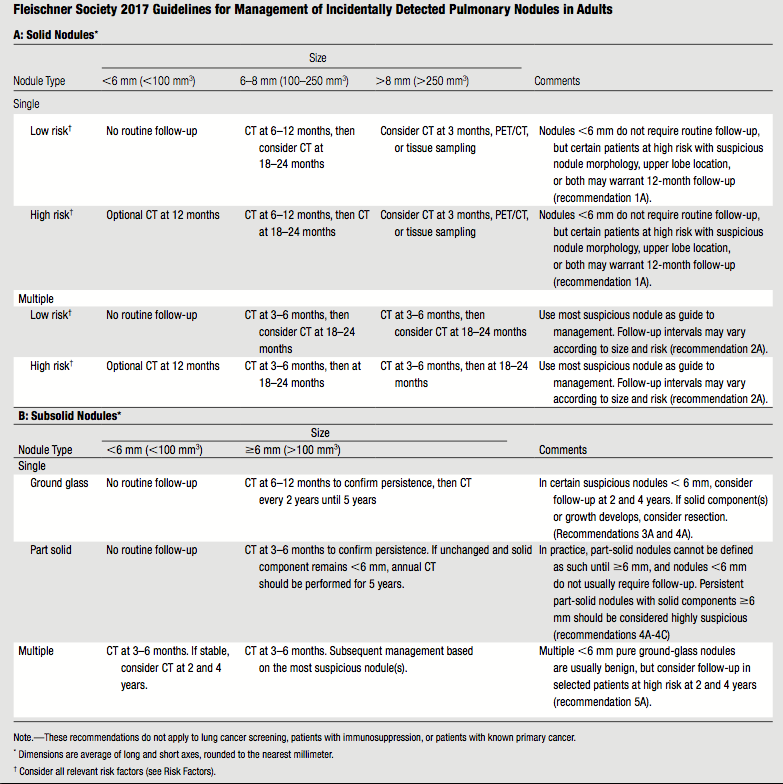 Fleischner Society 2017 Guidelines for Management of Incidentally Detected Pulmonary Nodules in Adults
A: Solid Nodules*
Size
Nodule Type <6 mm (<100 mm³) 6–8 mm (100–250 mm³) >8 mm (>250 mm³) Comments
Single
Low risk† No routine follow-up CT at 6–12 months, then Consider CT at 3 months, PET/CT, Nodules <6 mm do not require routine follow-up,
consider CT at or tissue sampling but certain patients at high risk with suspicious
18–24 months nodule morphology, upper lobe location,
or both may warrant 12-month follow-up
(recommendation 1A).
High risk† Optional CT at 12 months CT at 6–12 months, then CT Consider CT at 3 months, PET/CT, Nodules <6 mm do not require routine follow-up,
at 18–24 months or tissue sampling but certain patients at high risk with suspicious
nodule morphology, upper lobe location,
or both may warrant 12-month follow-up
(recommendation 1A).
Multiple
Low risk† No routine follow-up CT at 3–6 months, then CT at 3–6 months, then Use most suspicious nodule as guide to
consider CT at 18–24 consider CT at 18–24 months management. Follow-up intervals may vary
months according to size and risk (recommendation 2A).
High risk† Optional CT at 12 months CT at 3–6 months, then at CT at 3–6 months, then at 18–24 Use most suspicious nodule as guide to
18–24 months months management. Follow-up intervals may vary
according to size and risk (recommendation 2A).
B: Subsolid Nodules*
Size
Nodule Type <6 mm (<100 mm³) ≥6 mm (>100 mm³) Comments
Single
Ground glass No routine follow-up CT at 6–12 months to confirm persistence, then CT In certain suspicious nodules < 6 mm, consider
every 2 years until 5 years follow-up at 2 and 4 years. If solid component(s)
or growth develops, consider resection.
(Recommendations 3A and 4A).
Part solid No routine follow-up CT at 3–6 months to confirm persistence. If unchanged and solid In practice, part-solid nodules cannot be defined
component remains <6 mm, annual CT as such until ≥6 mm, and nodules <6 mm
should be performed for 5 years. do not usually require follow-up. Persistent
part-solid nodules with solid components ≥6
mm should be considered highly suspicious
(recommendations 4A-4C)
Multiple CT at 3–6 months. If stable, CT at 3–6 months. Subsequent management based Multiple <6 mm pure ground-glass nodules
consider CT at 2 and 4 on the most suspicious nodule(s). are usually benign, but consider follow-up in
years. selected patients at high risk at 2 and 4 years
(recommendation 5A).
Note.—These recommendations do not apply to lung cancer screening, patients with immunosuppression, or patients with known primary cancer.
* Dimensions are average of long and short axes, rounded to the nearest millimeter.
† Consider all relevant risk factors (see Risk Factors).